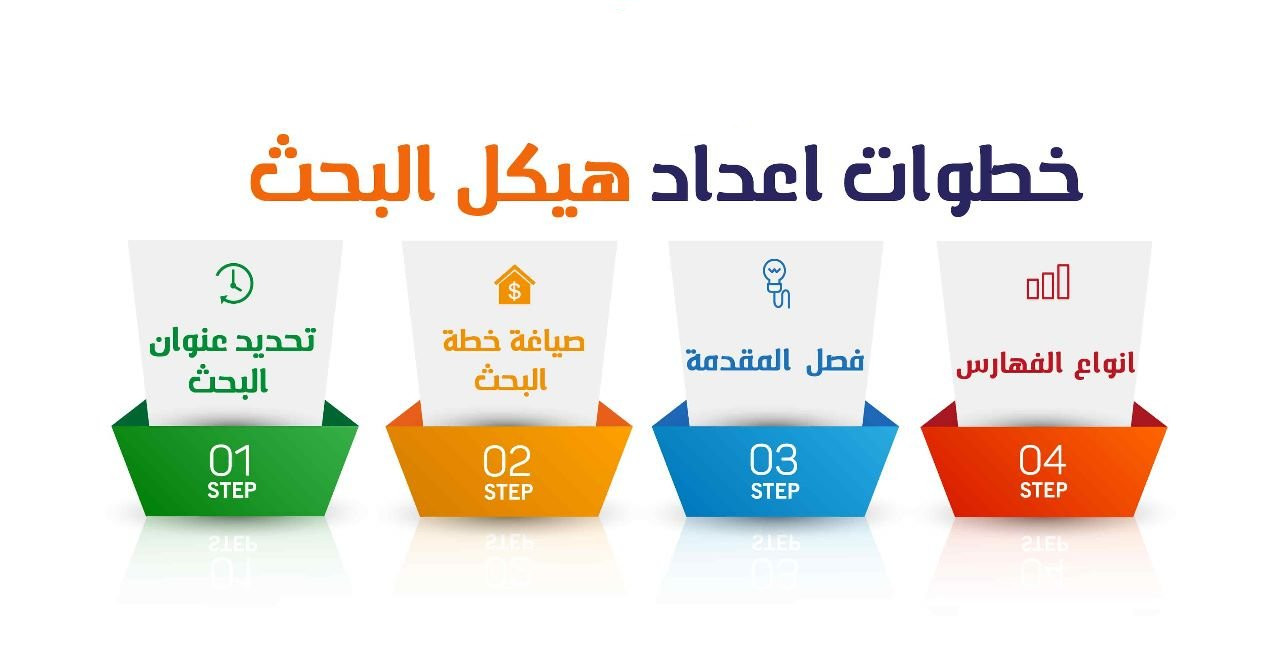 خطوات اعداد هيكل البحث
تحديد عنوان
البحث
01
STEP
$
صياغة خطة
البحث
02
STEP
فصل المقدمة
03
STEP
انواع الفهارس
04
STEP